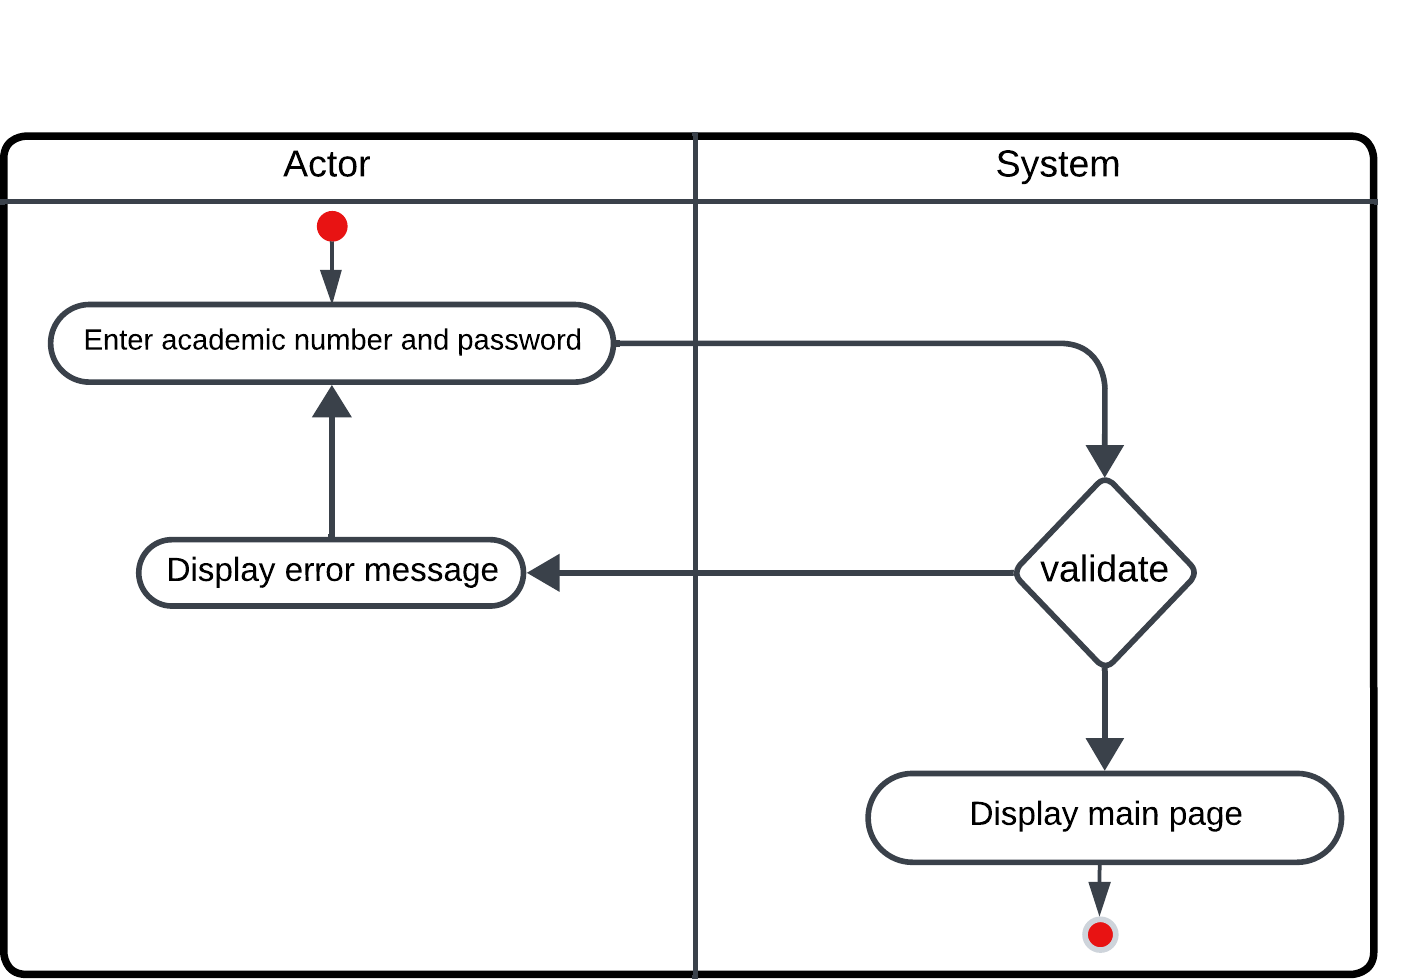 Actor
System
Enter academic number and password
Display error message
validate
Display main page